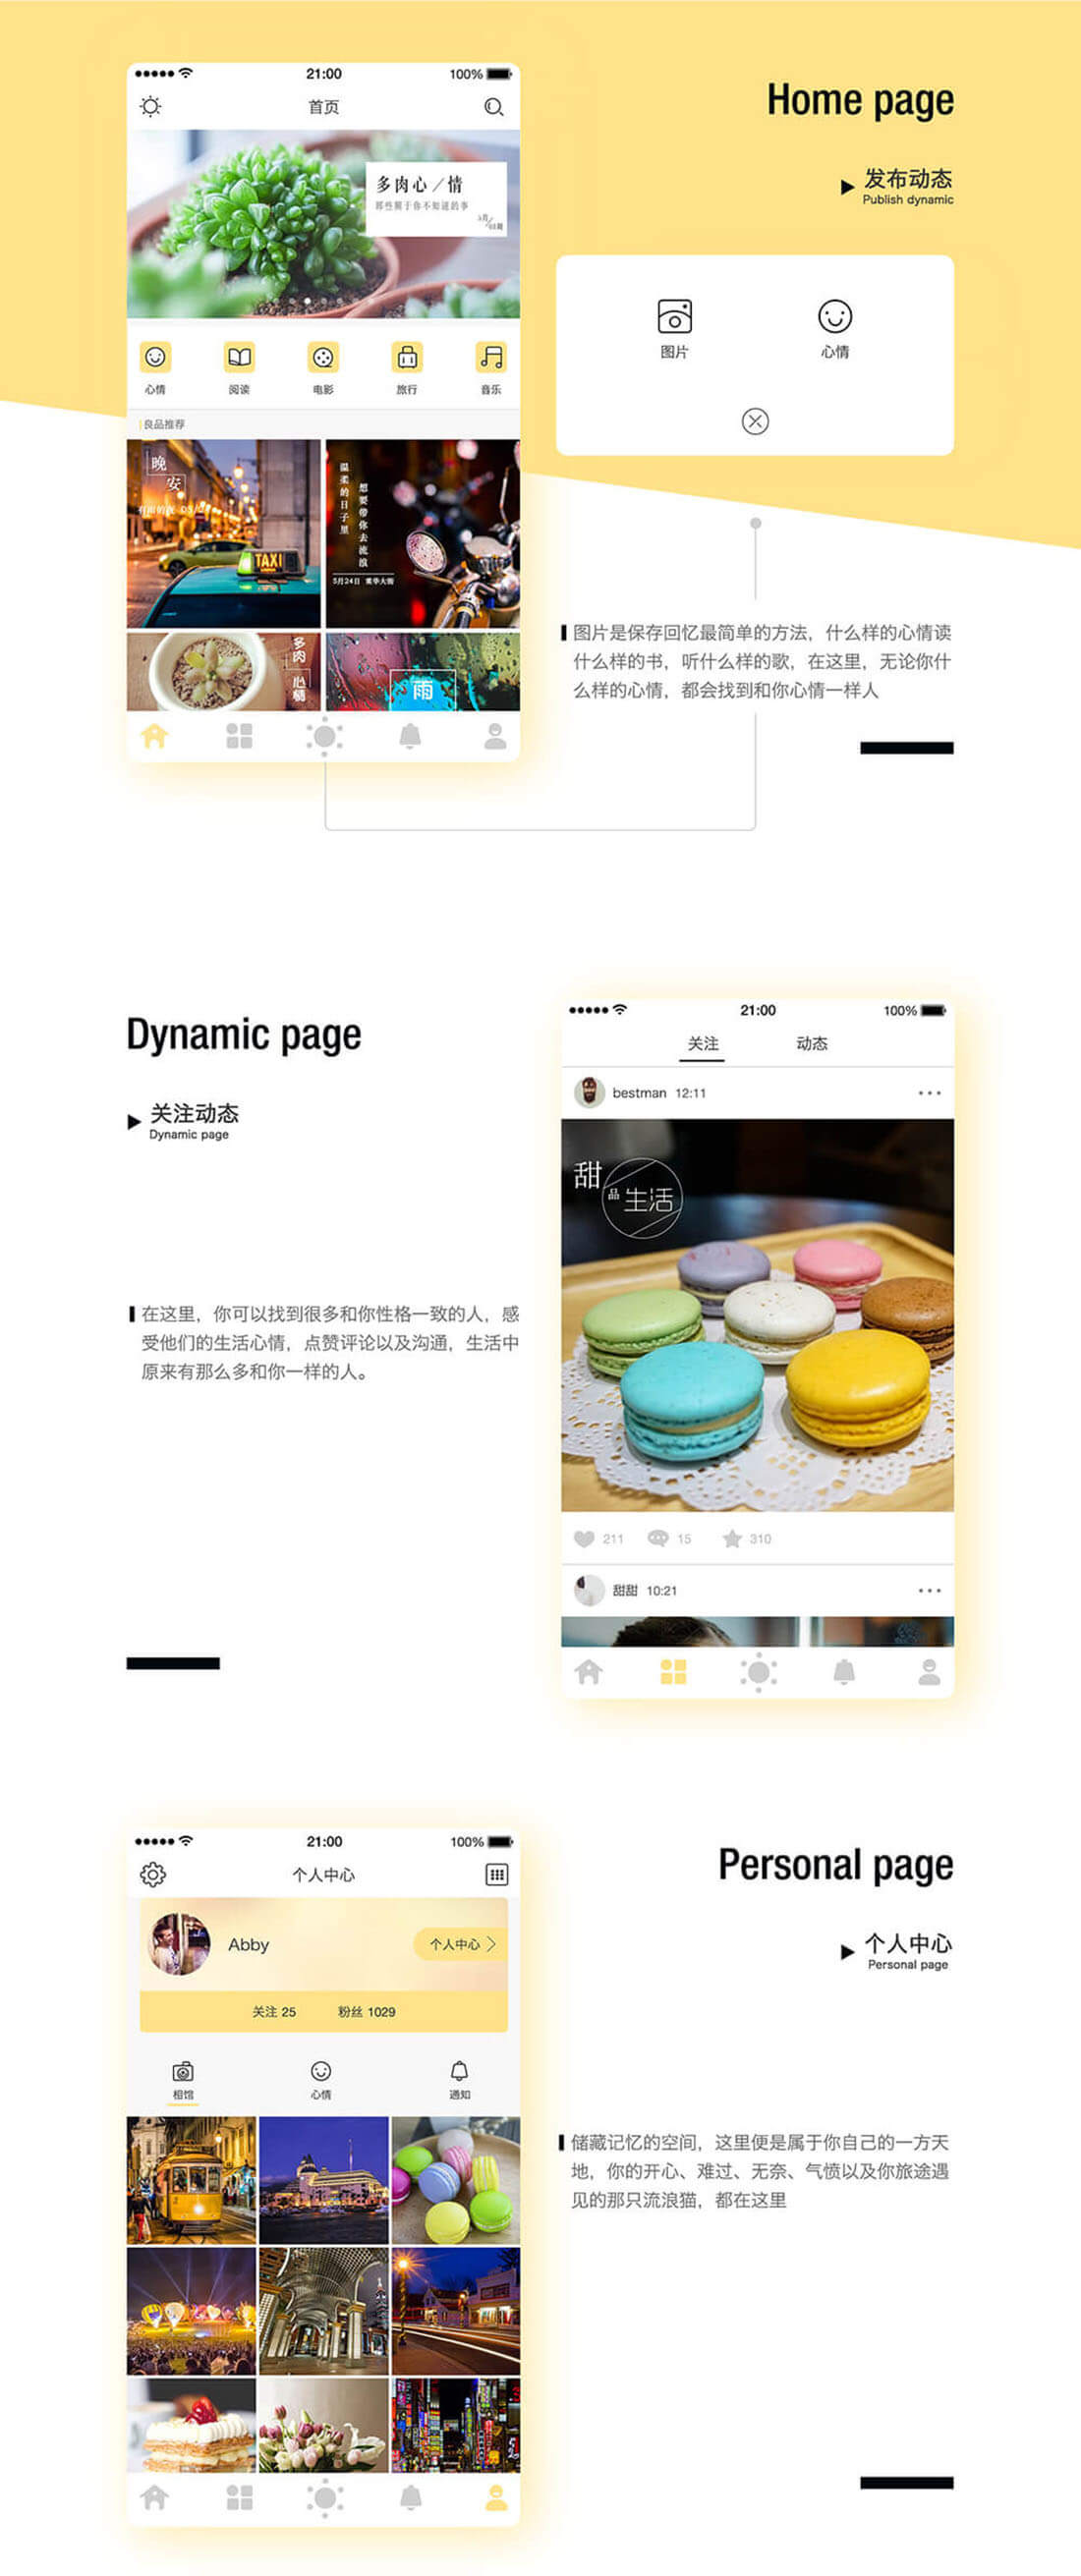 21:00
100%
首页
Home page
发布动态
Publish dynamic
多肉心／情
那些属于你不知道的事
图片
心情
心情
阅读
电影
旅行
音乐
良品推荐
晚
安
TAXI
温柔的日子里
想要带你去流浪
5月24日
多肉
心情
雨
图片是保存回忆最简单的方法，什么样的心情读
什么样的书，听什么样的歌，在这里，无论你什
么样的心情，都会找到和你心情一样人
Dynamic page
关注动态
Dynamic page
在这里，你可以找到很多和你性格一致的人，感
受他们的生活心情，点赞评论以及沟通，生活中
原来有那么多和你一样的人。
21:00
100%
关注
动态
bestman 12:11
甜
品
生活
211
15
310
甜甜 10:21
21:00
100%
个人中心
Abby
个人中心
关注 25
粉丝 1029
相馆
心情
通知
Personal page
个人中心
Personal page
储藏记忆的空间，这里便是属于你自己的一方天
地，你的开心、难过、无奈、气愤以及你旅途遇
见的那只流浪猫，都在这里